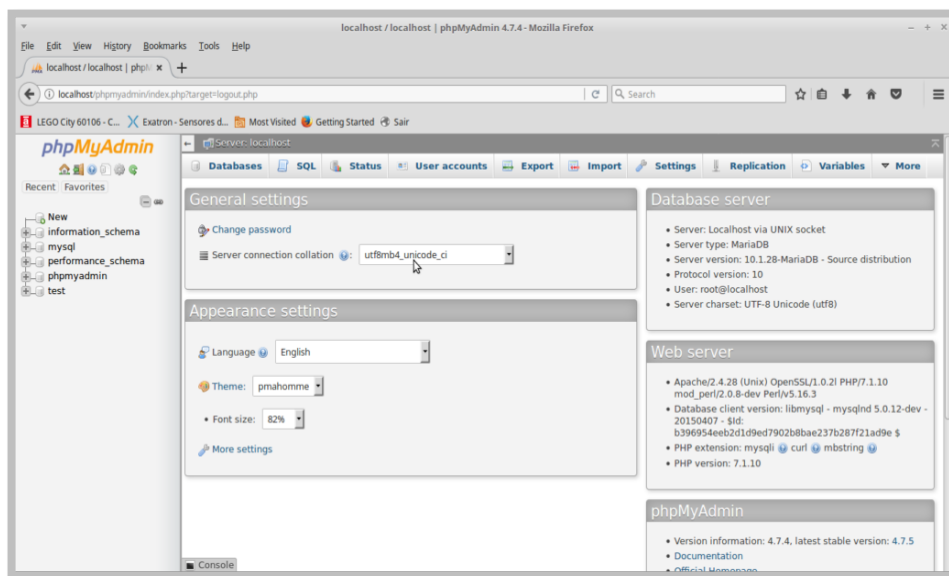 localhost / localhost | phpMyAdmin 4.7.4 - Mozilla Firefox
File Edit View History Bookmarks Tools Help
localhost / localhost | phpM
localhost/phpmyadmin/index.php?target=logout.php
Search
LEGO City 60106 - C... Exatron - Sensores d... Most Visited Getting Started Sair
phpMyAdmin
Recent Favorites
New
information_schema
mysql
performance_schema
phpmyadmin
test
Server: localhost
Databases SQL Status User accounts Export Import Settings Replication Variables More
General settings
Change password
Server connection collation : utf8mb4_unicode_ci
Appearance settings
Language English
Theme: pmahomme
• Font size: 82%
More settings
Console
Database server
• Server: Localhost via UNIX socket
• Server type: MariaDB
• Server version: 10.1.28-MariaDB - Source distribution
• Protocol version: 10
• User: root@localhost
• Server charset: UTF-8 Unicode (utf8)
Web server
• Apache/2.4.28 (Unix) OpenSSL/1.0.2l PHP/7.1.10
mod_perl/2.0.8-dev Perl/v5.16.3
• Database client version: libmysql - mysqlnd 5.0.12-dev -
20150407 - $Id:
b396954eeb2d1d9ed7902b8bae237b287f21ad9e $
• PHP extension: mysqli curl mbstring
• PHP version: 7.1.10
phpMyAdmin
• Version information: 4.7.4, latest stable version: 4.7.5
• Documentation
• Official Homepage